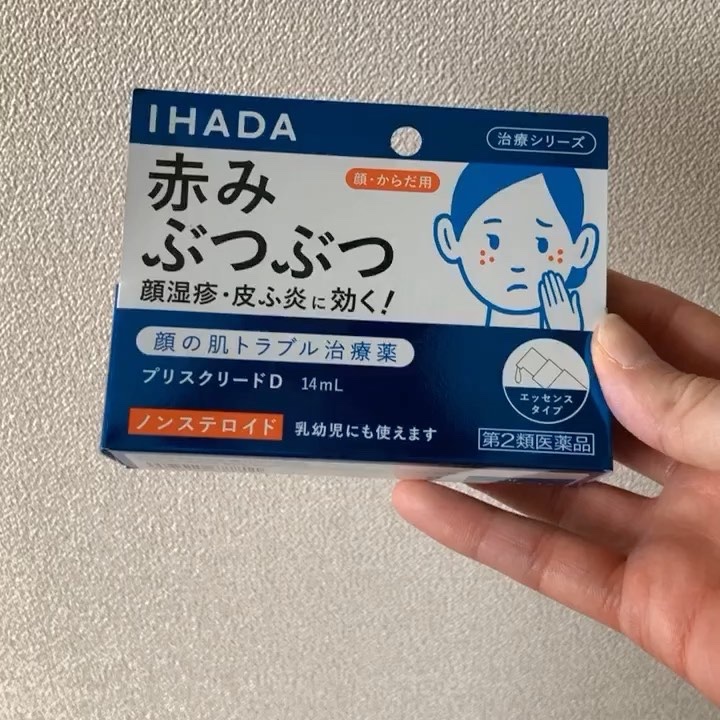 IHADA
治療シリーズ
赤み
ぶつぶつ
顔・からだ用
顔湿疹・皮ふ炎に効く!
顔の肌トラブル治療薬
プリスクリードD 14mL
エッセンス
タイプ
ノンステロイド 乳幼児にも使えます
第2類医薬品